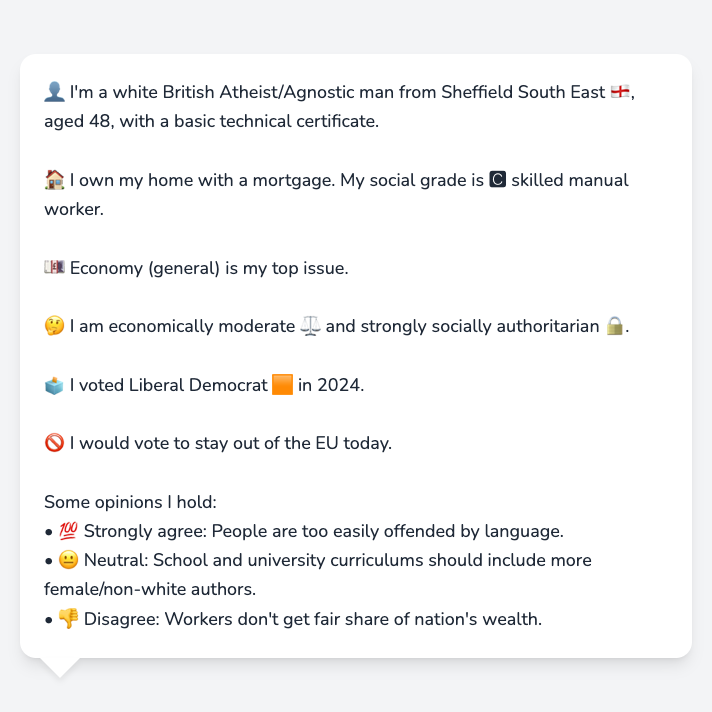 👤 I'm a white British Atheist/Agnostic man from Sheffield South East 🏴󠁧󠁢󠁥󠁮󠁧󠁿,
aged 48, with a basic technical certificate.
🏠 I own my home with a mortgage. My social grade is 🅲 skilled manual
worker.
💷 Economy (general) is my top issue.
🤔 I am economically moderate ⚖️ and strongly socially authoritarian 🔒.
🗳️ I voted Liberal Democrat 🟧 in 2024.
🚫 I would vote to stay out of the EU today.
Some opinions I hold:
• 💯 Strongly agree: People are too easily offended by language.
• 😐 Neutral: School and university curriculums should include more
female/non-white authors.
• 👎 Disagree: Workers don't get fair share of nation's wealth.